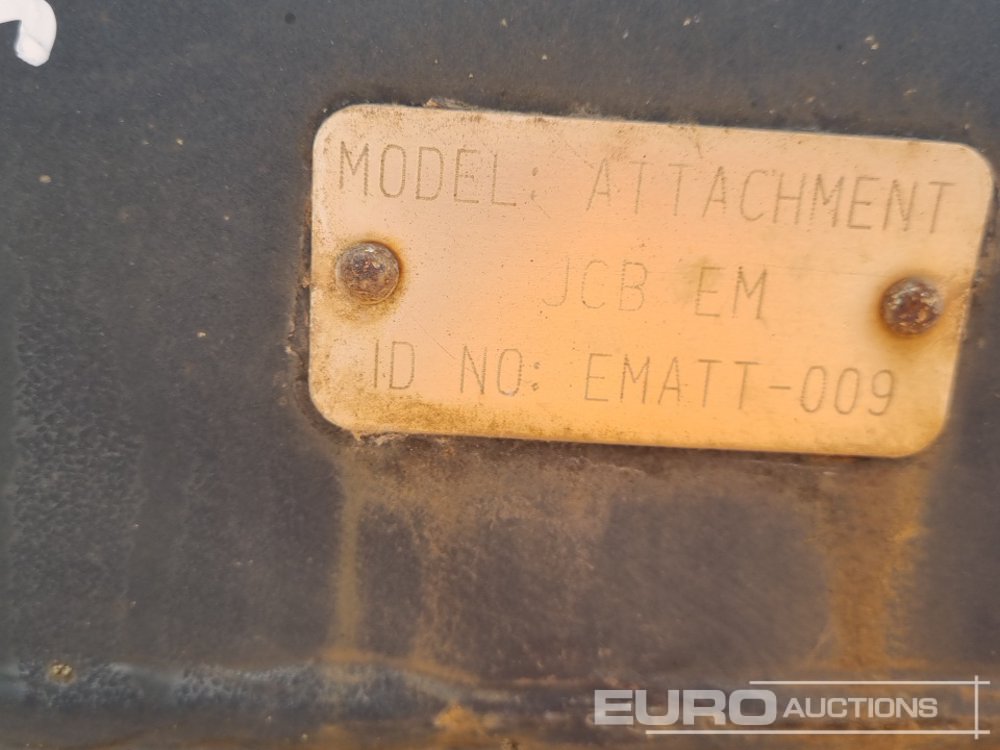 MODEL: ATTACHMENT
JCB EM
ID NO: EMATT-009
EURO AUCTIONS